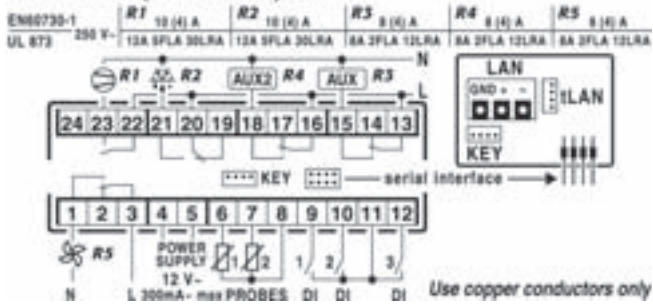 EN60730-1 250 V~ R1 10 (4) A R2 10 (4) A R3 8 (4) A R4 8 (4) A R5 8 (4) A
UL 873 12A 5FLA 30LRA 12A 5FLA 30LRA 8A 2FLA 12LRA 8A 2FLA 12LRA 8A 2FLA 12LRA
N
R1 R2 AUX2 R4 AUX R3
L
24 23 22 21 20 19 18 17 16 15 14 13
LAN
GND + -
tLAN
KEY
KEY serial interface
1 2 3 4 5 6 7 8 9 10 11 12
R5 POWER SUPPLY 1 2 1 2 3
12 V~
N L 300mA~ max PROBES DI DI DI
Use copper conductors only